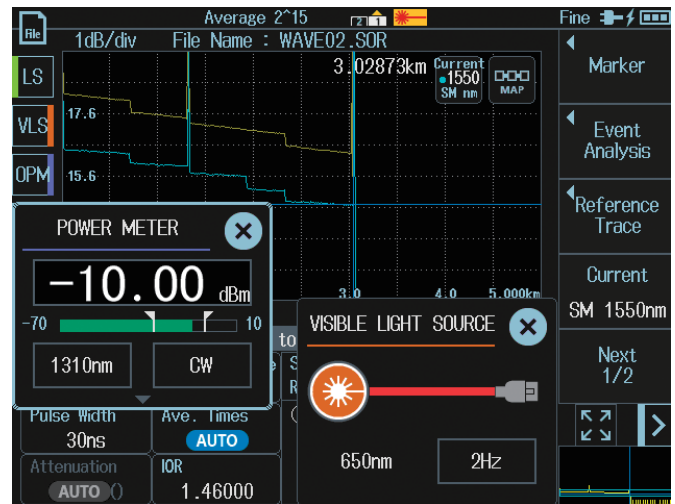 Average 2^15
2 1
Fine
File
1dB/div File Name : WAVE02.SOR
3.02873km
Current
1550
SM nm
MAP
LS
VLS
OPM
17.6
15.6
3.0 4.0 5.000km
Marker
Event
Analysis
Reference
Trace
Current
SM 1550nm
Next
1/2
POWER METER
-10.00 dBm
-70 10
1310nm CW
to
VISIBLE LIGHT SOURCE
650nm 2Hz
Pulse Width
30ns
Ave. Times
AUTO
Attenuation
AUTO ()
IOR
1.46000